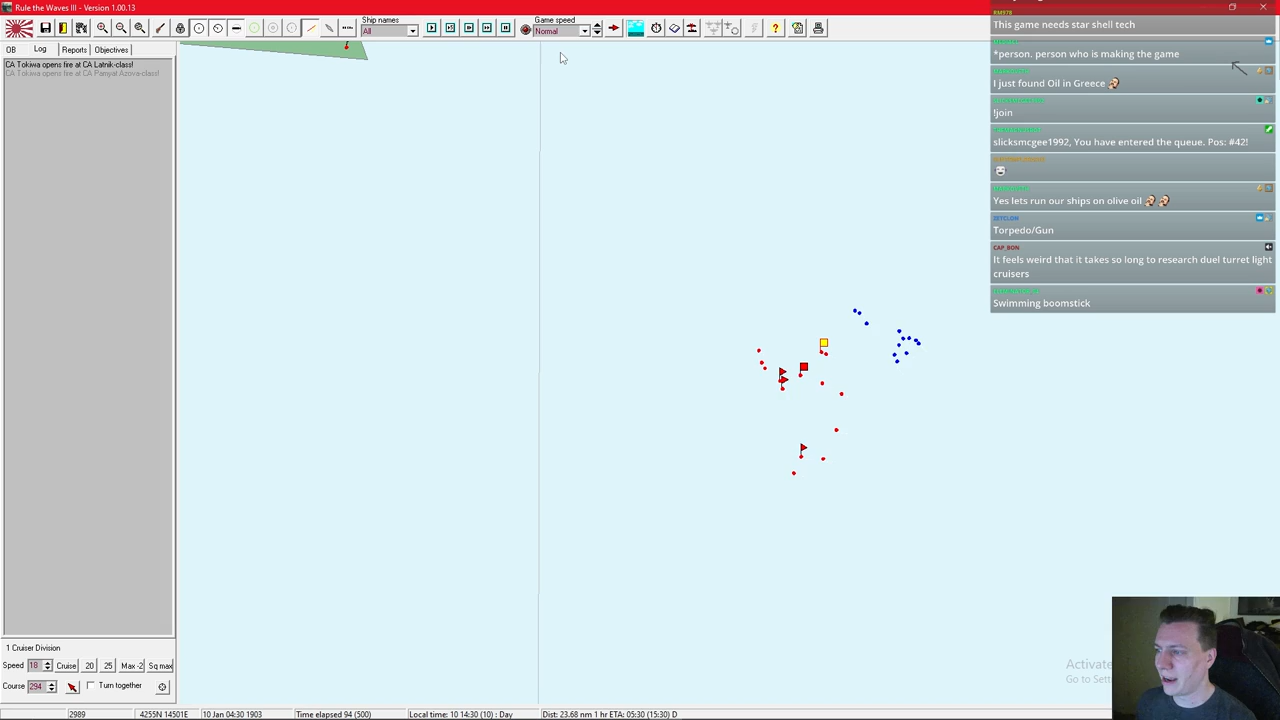 Rule the Waves III - Version 1.00.13
Ship names
All
Game speed
Normal
OB Log Reports Objectives
CA Tokiwa opens fire at CA Latnik-class!
CA Tokiwa opens fire at CA Pamyat Azova-class!
This game needs star shell tech
*person. person who is making the game
I just found Oil in Greece
!join
slicksmcgee1992, You have entered the queue. Pos: #42!
Yes lets run our ships on olive oil
ZETCLON
Torpedo/Gun
CAP_BON
It feels weird that it takes so long to research duel turret light
cruisers
Swimming boomstick
1 Cruiser Division
Speed 18 Cruise 20 25 Max -2 Sq max
Course 294 Turn together
Activate
Go to Sett
2989 4255N 14501E 10 Jan 04:30 1903 Time elapsed 94 (500) Local time: 10 14:30 (10) : Day Dist: 23.68 nm 1 hr ETA: 05:30 (15:30) D